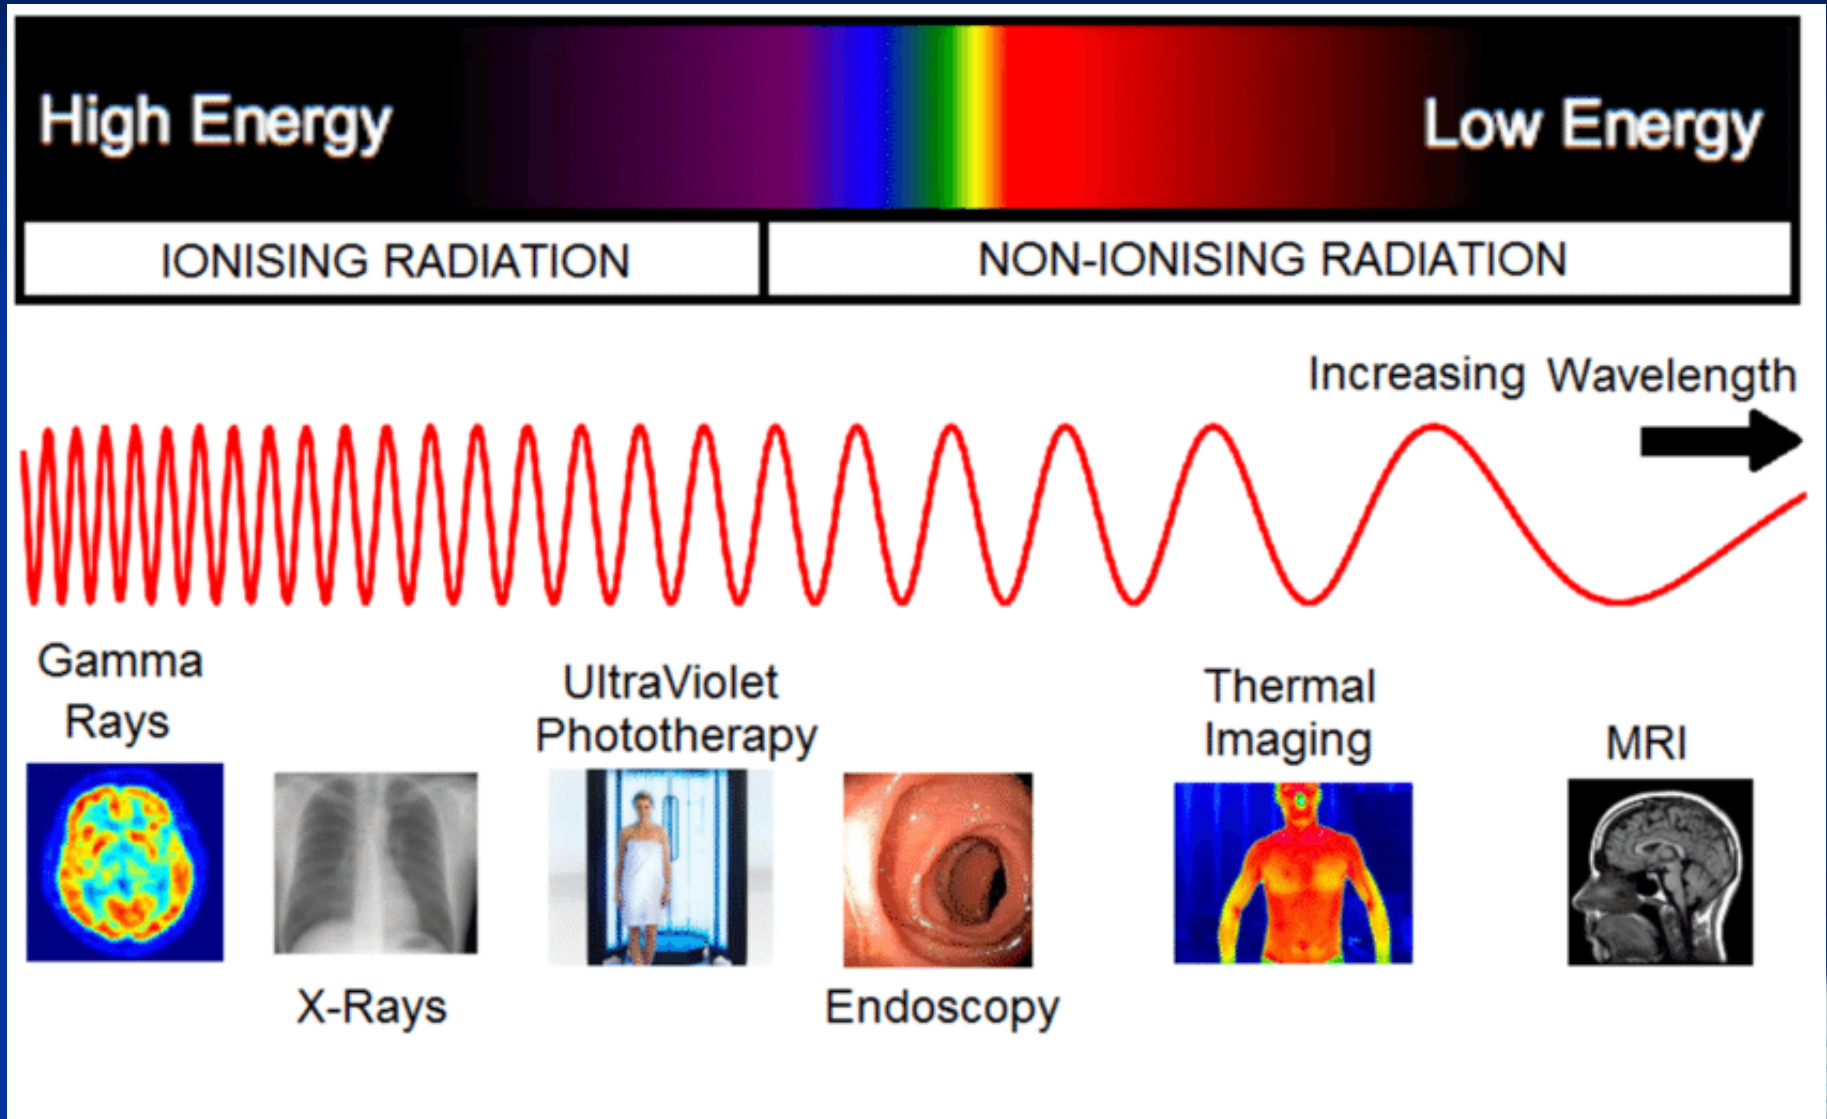 High Energy
Low Energy
IONISING RADIATION
NON-IONISING RADIATION
Increasing Wavelength
Gamma
Rays
UltraViolet
Phototherapy
Thermal
Imaging
MRI
X-Rays
Endoscopy